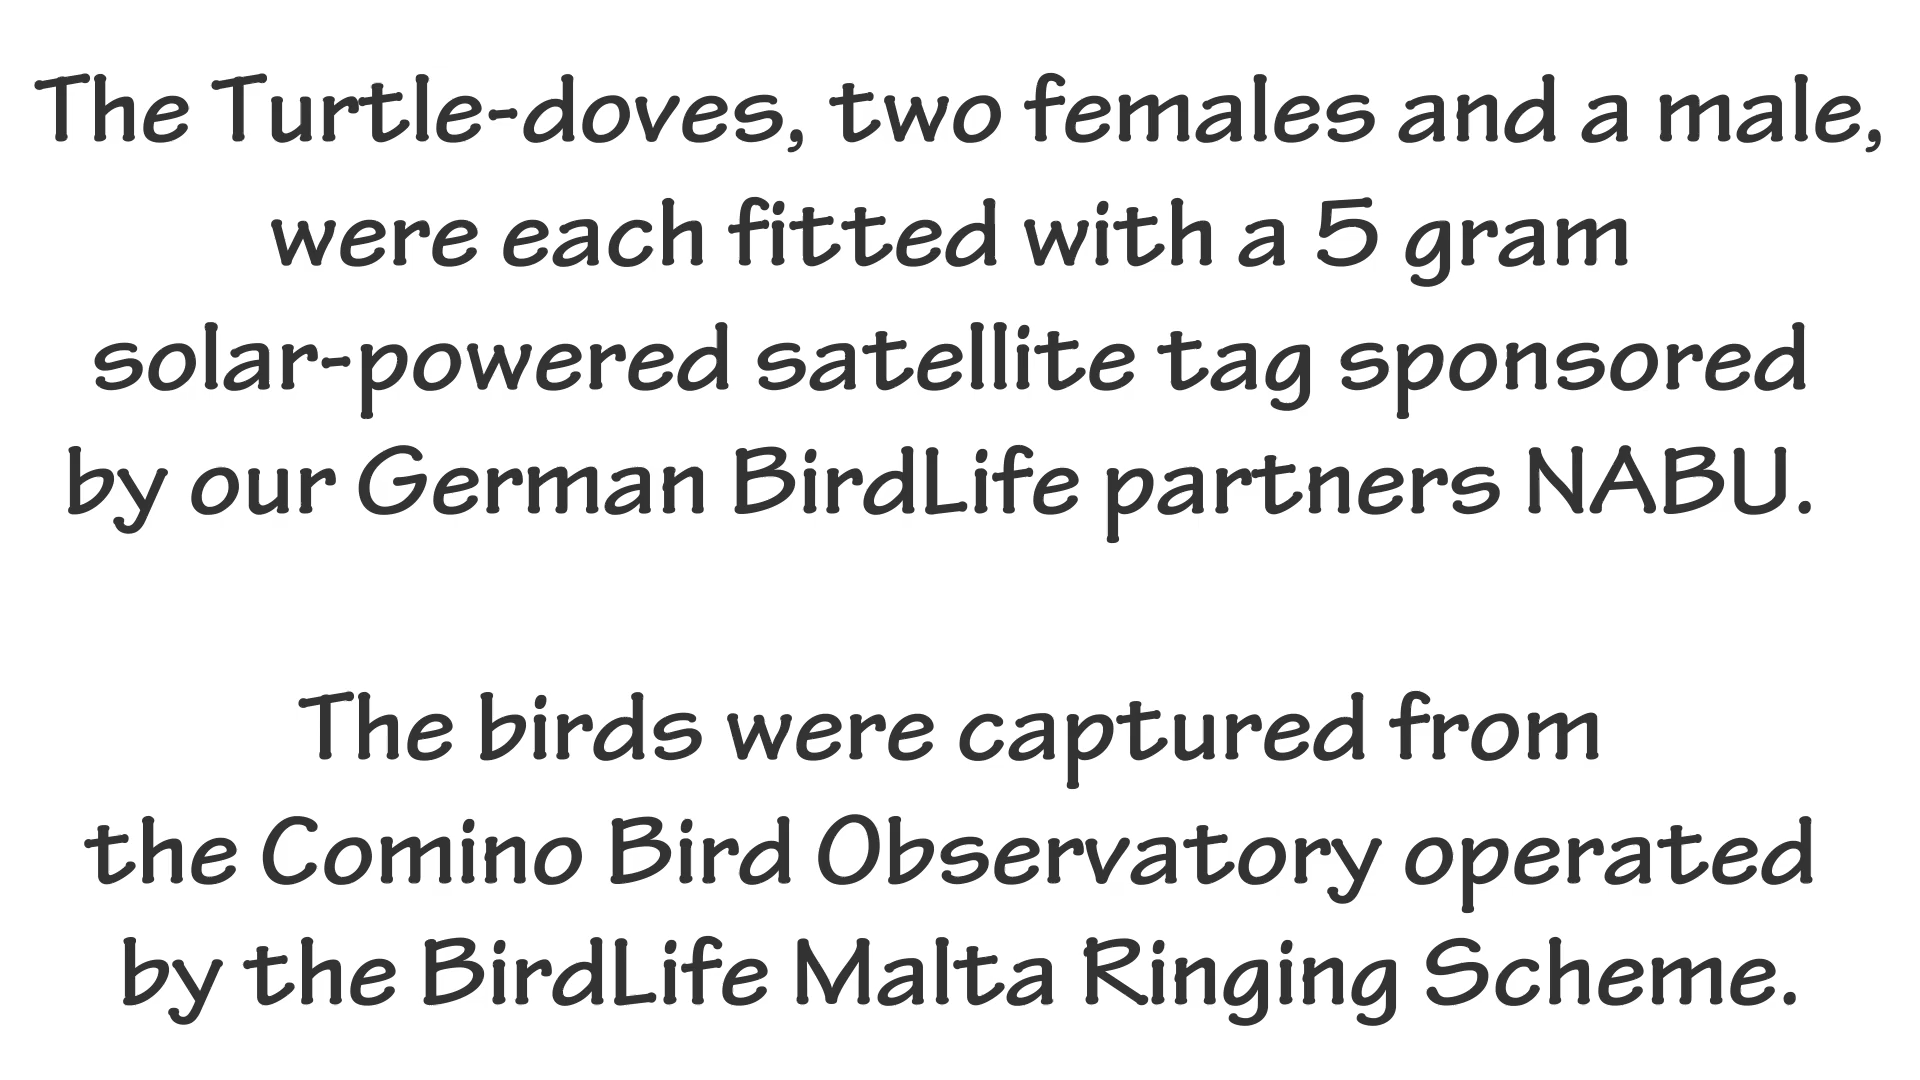 The Turtle-doves, two females and a male,
were each fitted with a 5 gram
solar-powered satellite tag sponsored
by our German BirdLife partners NABU.
The birds were captured from
the Comino Bird Observatory operated
by the BirdLife Malta Ringing Scheme.